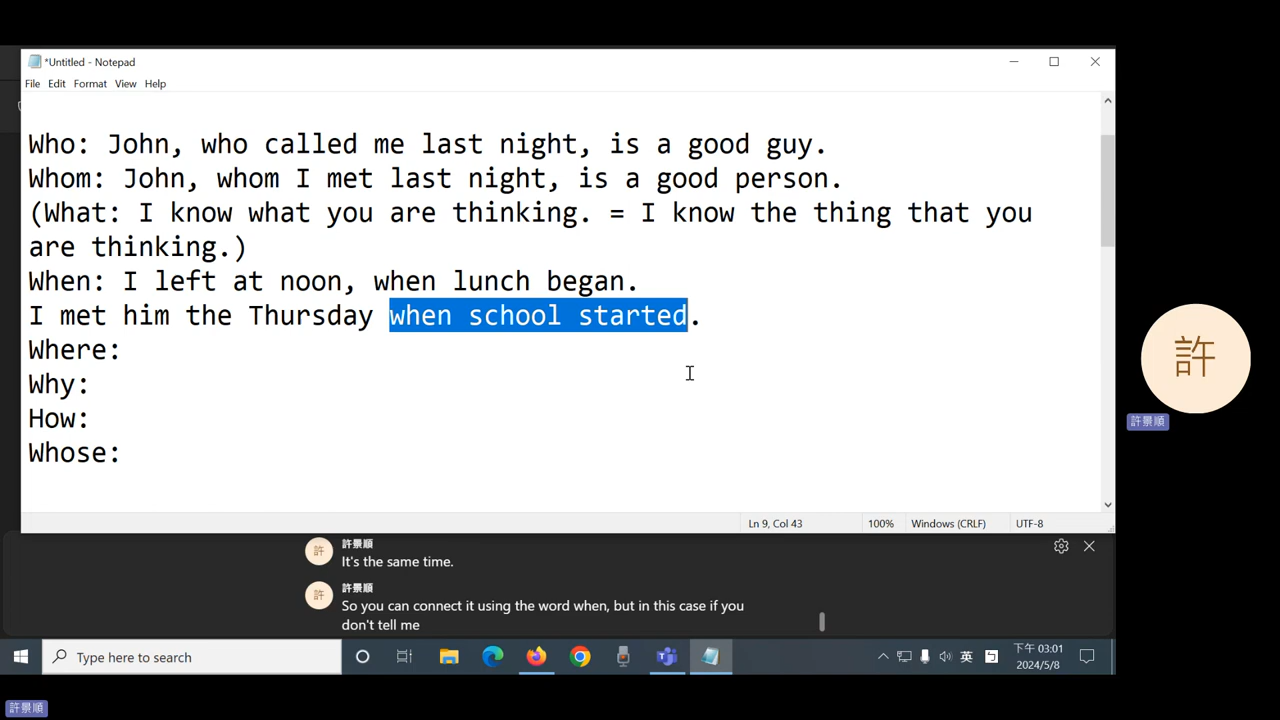 *Untitled - Notepad
File Edit Format View Help
Who: John, who called me last night, is a good guy.
Whom: John, whom I met last night, is a good person.
(What: I know what you are thinking. = I know the thing that you
are thinking.)
When: I left at noon, when lunch began.
I met him the Thursday when school started.
Where:
Why:
How:
Whose:
Ln 9, Col 43 100% Windows (CRLF) UTF-8
許
許景順
許 許景順
It's the same time.
許 許景順
So you can connect it using the word when, but in this case if you
don't tell me
Type here to search
英
下午 03:01
2024/5/8
許景順